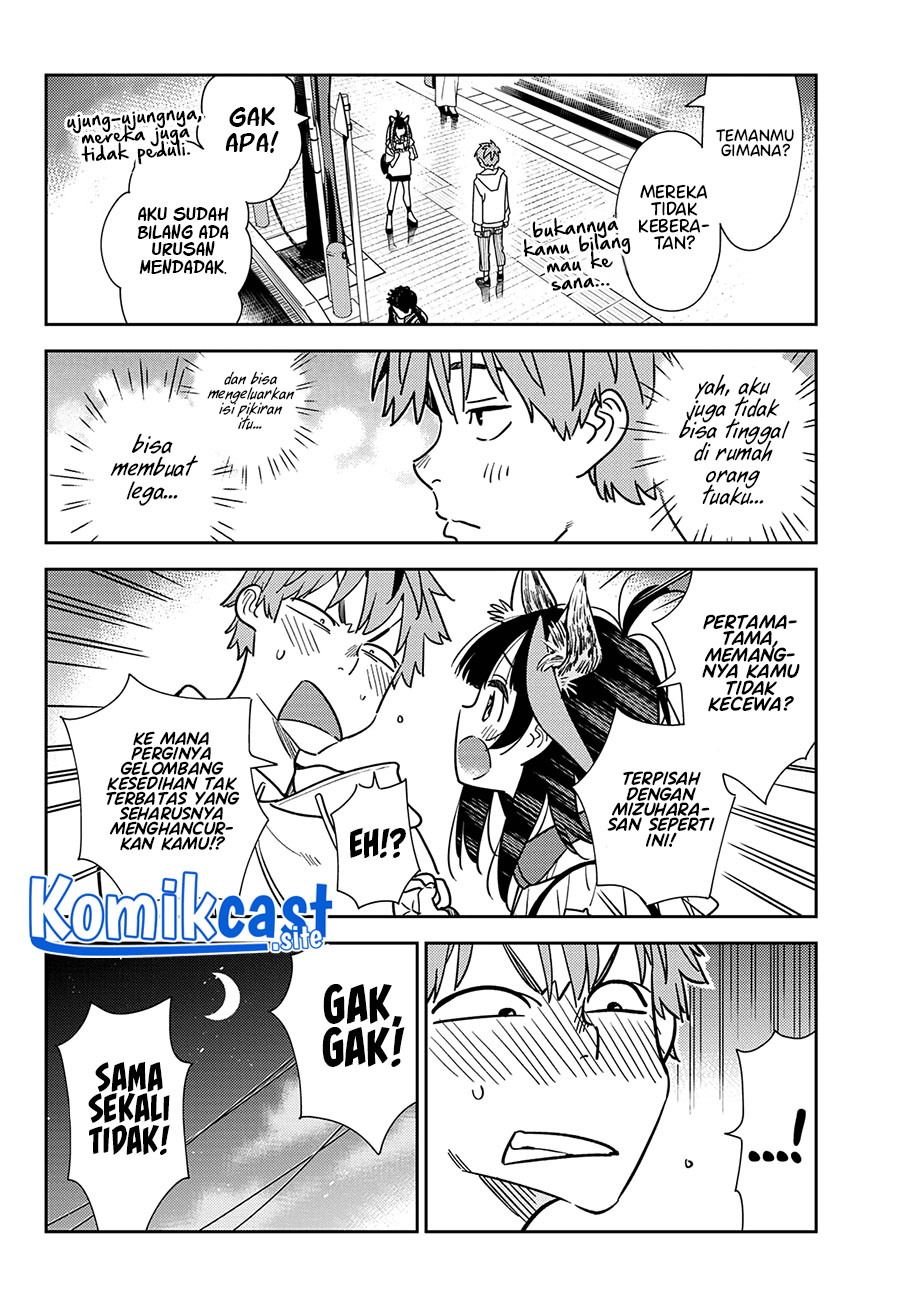 TEMANMU
GIMANA?
MEREKA
TIDAK
KEBERA-
TAN?
bukannya
kamu bilang
mau ke
sana...
GAK
APA!
ujung-ujungnya,
mereka juga
tidak peduli.
AKU SUDAH
BILANG ADA
URUSAN
MENDADAK.
yah, aku
juga tidak
bisa tinggal
di rumah
orang
tuaku...
dan bisa
mengeluarkan
isi pikiran
itu...
bisa
membuat
lega...
PERTAMA-
TAMA,
MEMANG-
NYA KAMU
TIDAK
KECEWA?
TERPISAH
DENGAN
MIZUHARA-
SAN SEPERTI
INI!
EH!?
KE MANA
PERGINYA
GELOMBANG
KESEDIHAN TAK
TERBATAS YANG
SEHARUSNYA
MENGHANCUR-
KAN KAMU!?
Komikcast
.site
....!
GAK,
GAK!
SAMA
SEKALI
TIDAK!